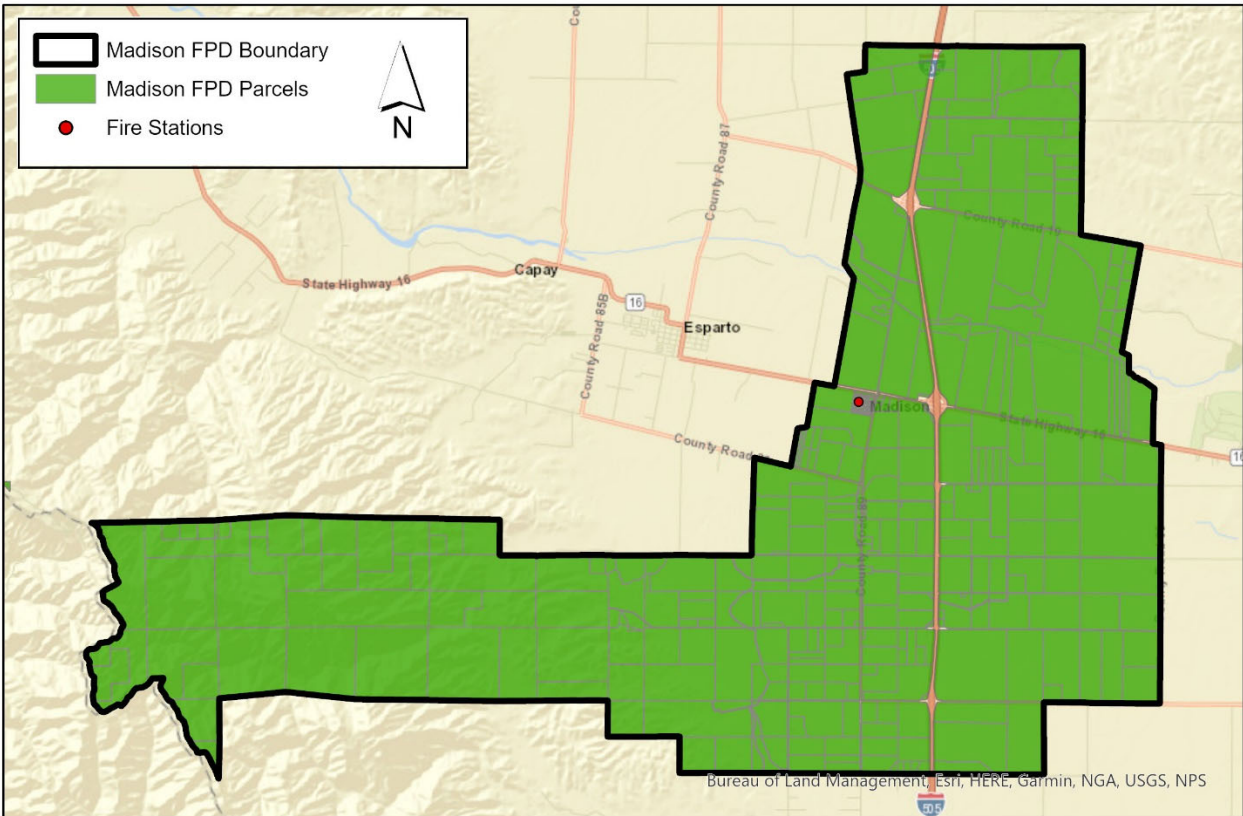 Madison FPD Boundary
Madison FPD Parcels
Fire Stations
N
County Road 87
County Road 19
State Highway 16
Capay
16
Esparto
County Road 85B
Madison
State Highway 16
16
County Road
County Road 89
Bureau of Land Management, Esri, HERE, Garmin, NGA, USGS, NPS
505